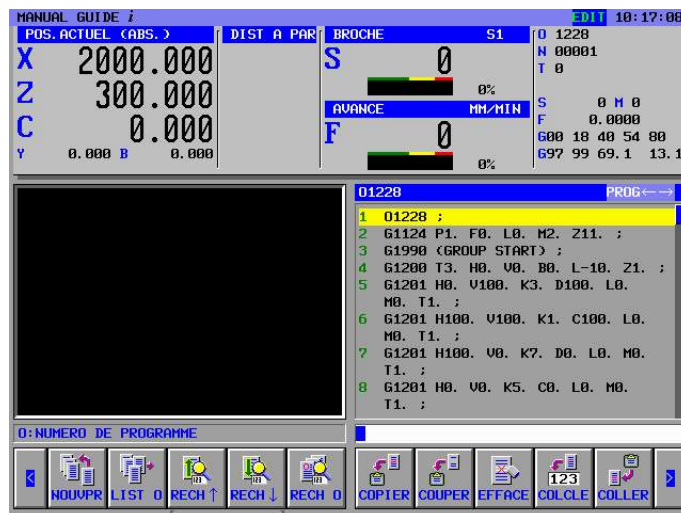 MANUAL GUIDE i EDIT 10:17:08
POS.ACTUEL (ABS.) DIST A PAR BROCHE S1 O 1228
X 2000.000 S 0 N 00001
T 0
Z 300.000 0%
AVANCE MM/MIN S 0 M 0
C 0.000 F 0 F 0.0000
G00 18 40 54 80
Y 0.000 B 0.000 0% G97 99 69.1 13.1
O1228 PROG←→
1 O1228 ;
2 G1124 P1. F0. L0. M2. Z11. ;
3 G1990 (GROUP START) ;
4 G1200 T3. H0. V0. B0. L-10. Z1. ;
5 G1201 H0. V100. K3. D100. L0.
M0. T1. ;
6 G1201 H100. V100. K1. C100. L0.
M0. T1. ;
7 G1201 H100. V0. K7. D0. L0. M0.
T1. ;
8 G1201 H0. V0. K5. C0. L0. M0.
T1. ;
O:NUMERO DE PROGRAMME
< NOUVPR LIST O RECH↑ RECH↓ RECH O COPIER COUPER EFFACE 123 COLCLE COLLER >